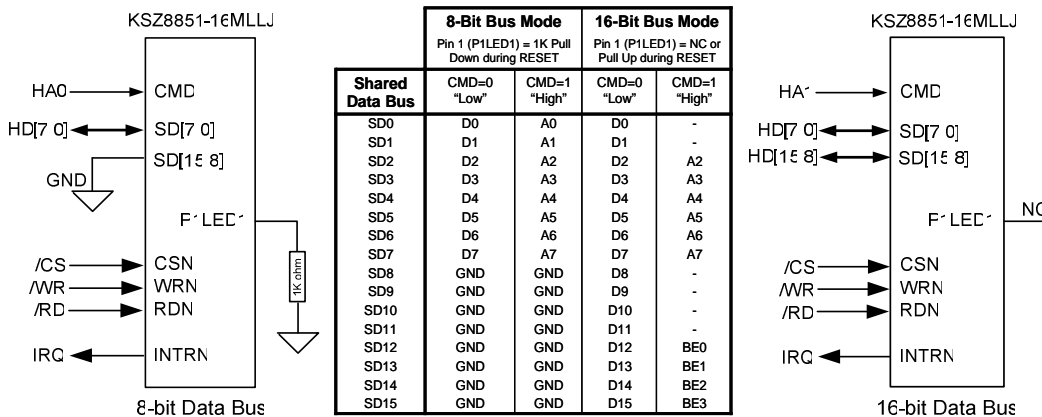 KSZ8851-16MLLJ
HA0
CMD
HD[7 0]
SD[7 0]
SD[15 8]
GND
P1LED1
1K ohm
/CS
CSN
/WR
WRN
/RD
RDN
IRQ
INTRN
8-bit Data Bus
8-Bit Bus Mode 16-Bit Bus Mode
Pin 1 (P1LED1) = 1K Pull Down during RESET Pin 1 (P1LED1) = NC or Pull Up during RESET
Shared Data Bus CMD=0 "Low" CMD=1 "High" CMD=0 "Low" CMD=1 "High"
SD0 D0 A0 D0 -
SD1 D1 A1 D1 -
SD2 D2 A2 D2 A2
SD3 D3 A3 D3 A3
SD4 D4 A4 D4 A4
SD5 D5 A5 D5 A5
SD6 D6 A6 D6 A6
SD7 D7 A7 D7 A7
SD8 GND GND D8 -
SD9 GND GND D9 -
SD10 GND GND D10 -
SD11 GND GND D11 -
SD12 GND GND D12 BE0
SD13 GND GND D13 BE1
SD14 GND GND D14 BE2
SD15 GND GND D15 BE3
KSZ8851-16MLLJ
HA1
CMD
HD[7 0]
SD[7 0]
HD[15 8]
SD[15 8]
P1LED1
NC
/CS
CSN
/WR
WRN
/RD
RDN
IRQ
INTRN
16-bit Data Bus